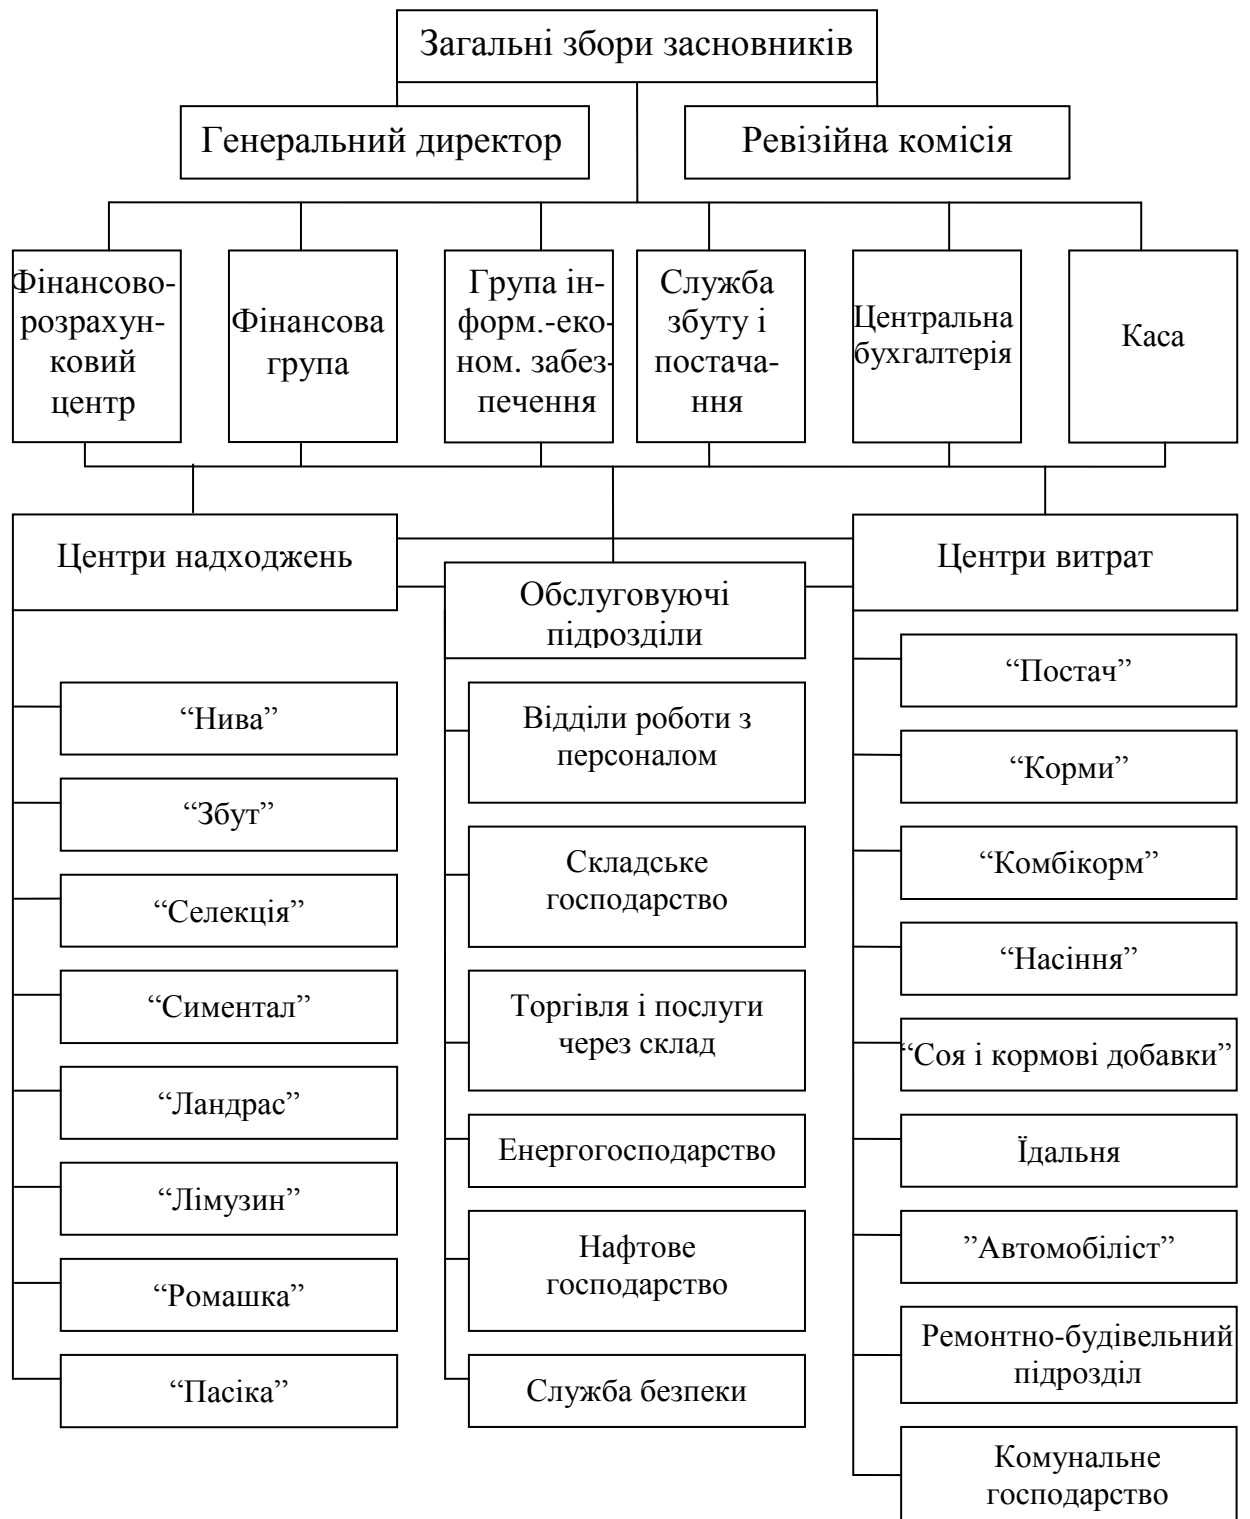 Загальні збори засновників
Генеральний директор
Ревізійна комісія
Фінансово-
розрахун-
ковий
центр
Фінансова
група
Група ін-
форм.-еко-
ном. забез-
печення
Служба
збуту і
постача-
ння
Центральна
бухгалтерія
Каса
Центри надходжень
Обслуговуючі
підрозділи
Центри витрат
“Нива”
“Збут”
“Селекція”
“Симентал”
“Ландрас”
“Лімузин”
“Ромашка”
“Пасіка”
Відділи роботи з
персоналом
Складське
господарство
Торгівля і послуги
через склад
Енергогосподарство
Нафтове
господарство
Служба безпеки
“Постач”
“Корми”
“Комбікорм”
“Насіння”
“Соя і кормові добавки”
Їдальня
”Автомобіліст”
Ремонтно-будівельний
підрозділ
Комунальне
господарство